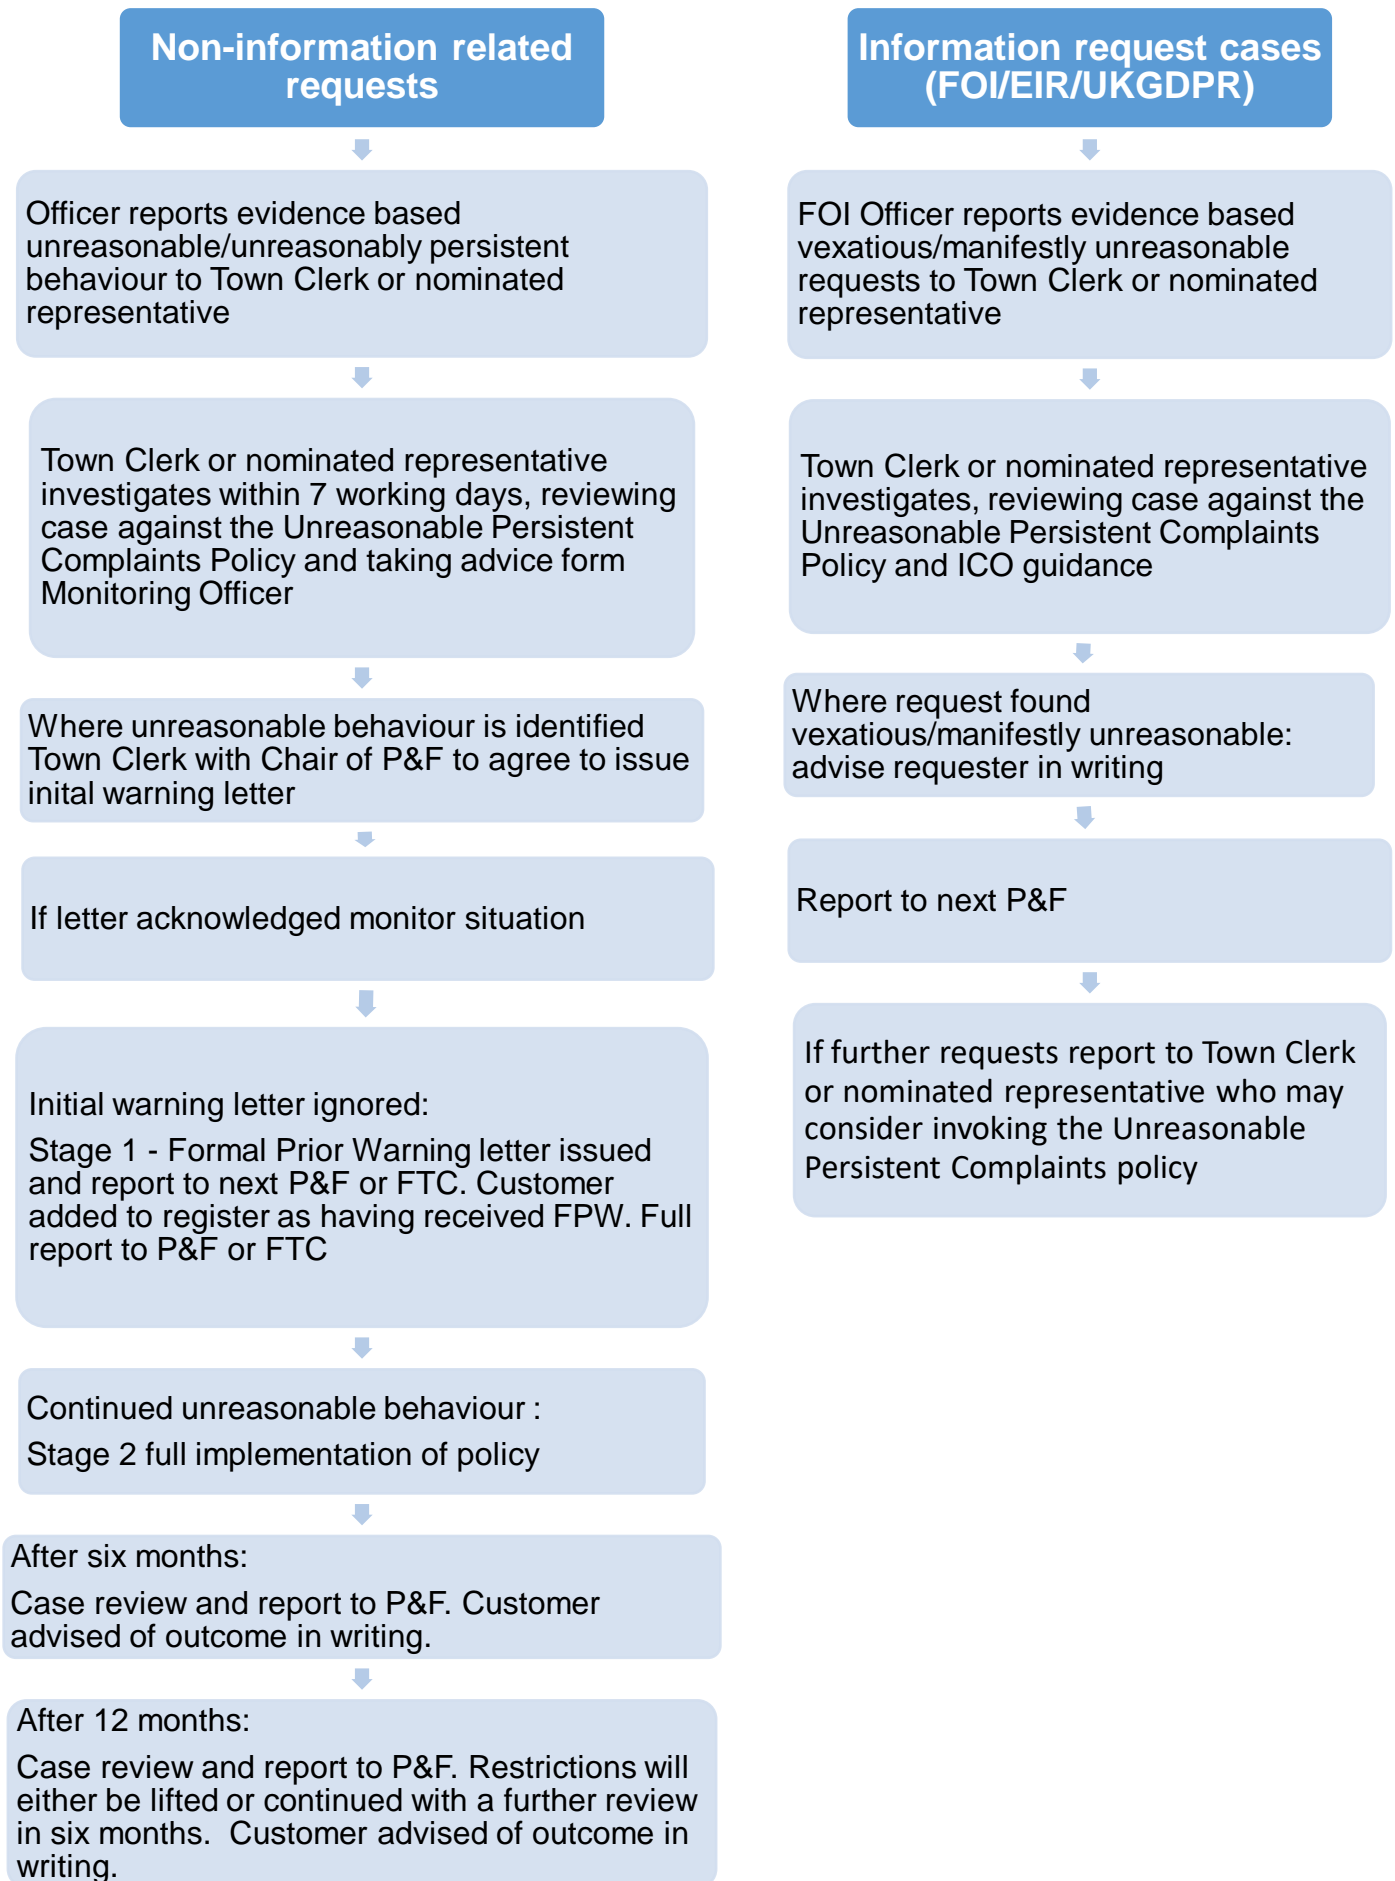 Non-information related
requests
Officer reports evidence based
unreasonable/unreasonably persistent
behaviour to Town Clerk or nominated
representative
Town Clerk or nominated representative
investigates within 7 working days, reviewing
case against the Unreasonable Persistent
Complaints Policy and taking advice form
Monitoring Officer
Where unreasonable behaviour is identified
Town Clerk with Chair of P&F to agree to issue
inital warning letter
If letter acknowledged monitor situation
Initial warning letter ignored:
Stage 1 - Formal Prior Warning letter issued
and report to next P&F or FTC. Customer
added to register as having received FPW. Full
report to P&F or FTC
Continued unreasonable behaviour :
Stage 2 full implementation of policy
After six months:
Case review and report to P&F. Customer
advised of outcome in writing.
After 12 months:
Case review and report to P&F. Restrictions will
either be lifted or continued with a further review
in six months.  Customer advised of outcome in
writing.
Information request cases
(FOI/EIR/UKGDPR)
FOI Officer reports evidence based
vexatious/manifestly unreasonable
requests to Town Clerk or nominated
representative
Town Clerk or nominated representative
investigates, reviewing case against the
Unreasonable Persistent Complaints
Policy and ICO guidance
Where request found
vexatious/manifestly unreasonable:
advise requester in writing
Report to next P&F
If further requests report to Town Clerk
or nominated representative who may
consider invoking the Unreasonable
Persistent Complaints policy